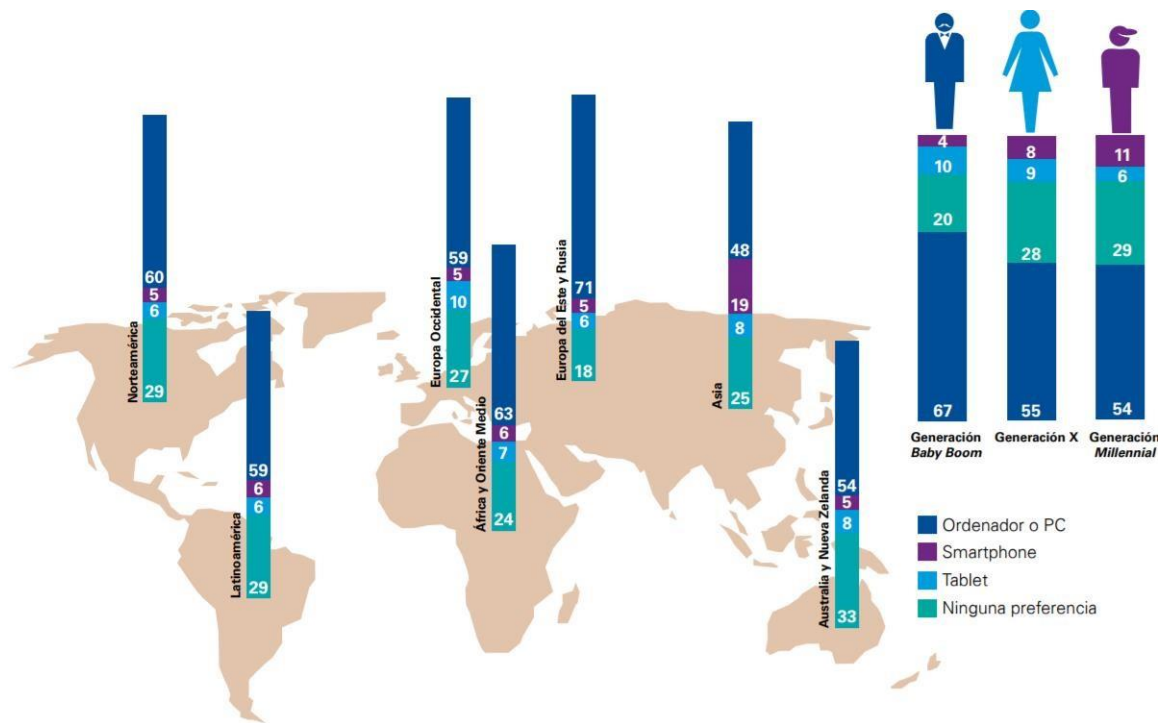 Norteamérica
60
5
6
29
Latinoamérica
59
6
6
29
Europa Occidental
59
5
10
27
África y Oriente Medio
63
6
7
24
Europa del Este y Rusia
71
5
6
18
Asia
48
19
8
25
Australia y Nueva Zelanda
54
5
8
33
4
10
20
67
Generación
Baby Boom
8
9
28
55
Generación X
11
6
29
54
Generación
Millennial
Ordenador o PC
Smartphone
Tablet
Ninguna preferencia